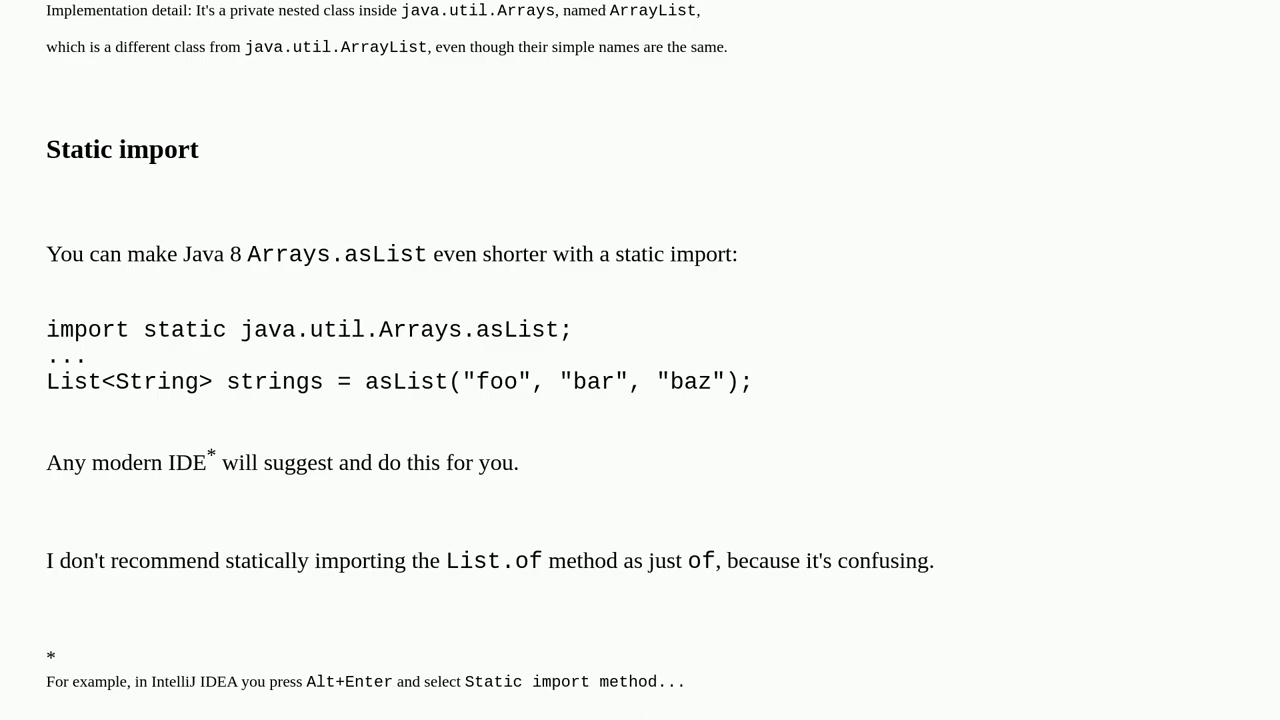 Implementation detail: It's a private nested class inside java.util.Arrays, named ArrayList,
which is a different class from java.util.ArrayList, even though their simple names are the same.
Static import
You can make Java 8 Arrays.asList even shorter with a static import:
import static java.util.Arrays.asList;
...
List<String> strings = asList("foo", "bar", "baz");
Any modern IDE* will suggest and do this for you.
I don't recommend statically importing the List.of method as just of, because it's confusing.
*
For example, in IntelliJ IDEA you press Alt+Enter and select Static import method...